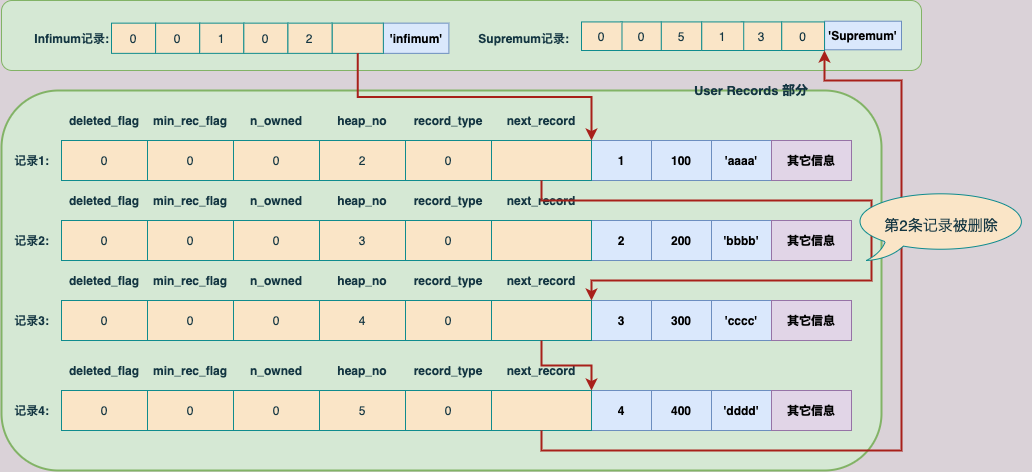 Infimum记录: 0 0 1 0 2 'infimum' Supremum记录: 0 0 5 1 3 0 'Supremum'
User Records 部分
deleted_flag min_rec_flag n_owned heap_no record_type next_record
记录1: 0 0 0 2 0 1 100 'aaaa' 其它信息
deleted_flag min_rec_flag n_owned heap_no record_type next_record
记录2: 0 0 0 3 0 2 200 'bbbb' 其它信息
第2条记录被删除
deleted_flag min_rec_flag n_owned heap_no record_type next_record
记录3: 0 0 0 4 0 3 300 'cccc' 其它信息
deleted_flag min_rec_flag n_owned heap_no record_type next_record
记录4: 0 0 0 5 0 4 400 'dddd' 其它信息